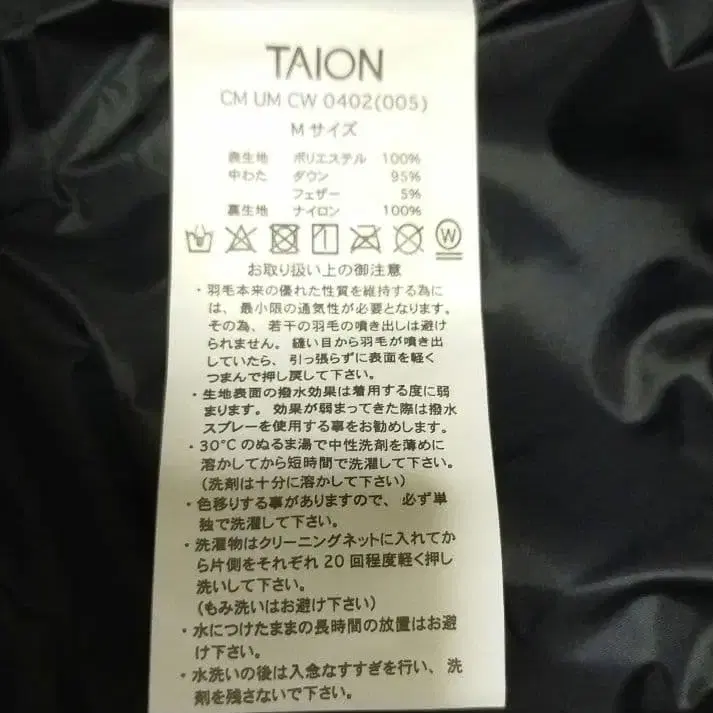 TAION
CM UM CW 0402(005)
M サイズ
表生地 ポリエステル 100%
中わた ダウン 95%
フェザー 5%
裏生地 ナイロン 100%
W
お取り扱い上の御注意
・羽毛本来の優れた性質を維持する為に
は、最小限の通気性が必要となります。
その為、若干の羽毛の噴き出しは避け
られません。縫い目から羽毛が噴き出
していたら、引っ張らずに表面を軽く
つまんで押し戻して下さい。
・生地表面の撥水効果は着用する度に弱
まります。効果が弱まってきた際は撥水
スプレーを使用する事をお勧めします。
・30℃のぬるま湯で中性洗剤を薄めに
溶かしてから短時間で洗濯して下さい。
(洗剤は十分に溶かして下さい)
・色移りする事がありますので、必ず単
独で洗濯して下さい。
・洗濯物はクリーニングネットに入れてか
ら片側をそれぞれ 20 回程度軽く押し
洗いして下さい。
(もみ洗いはお避け下さい)
・水につけたままの長時間の放置はお避
け下さい。
・水洗いの後は入念なすすぎを行い、洗
剤を残さないで下さい。